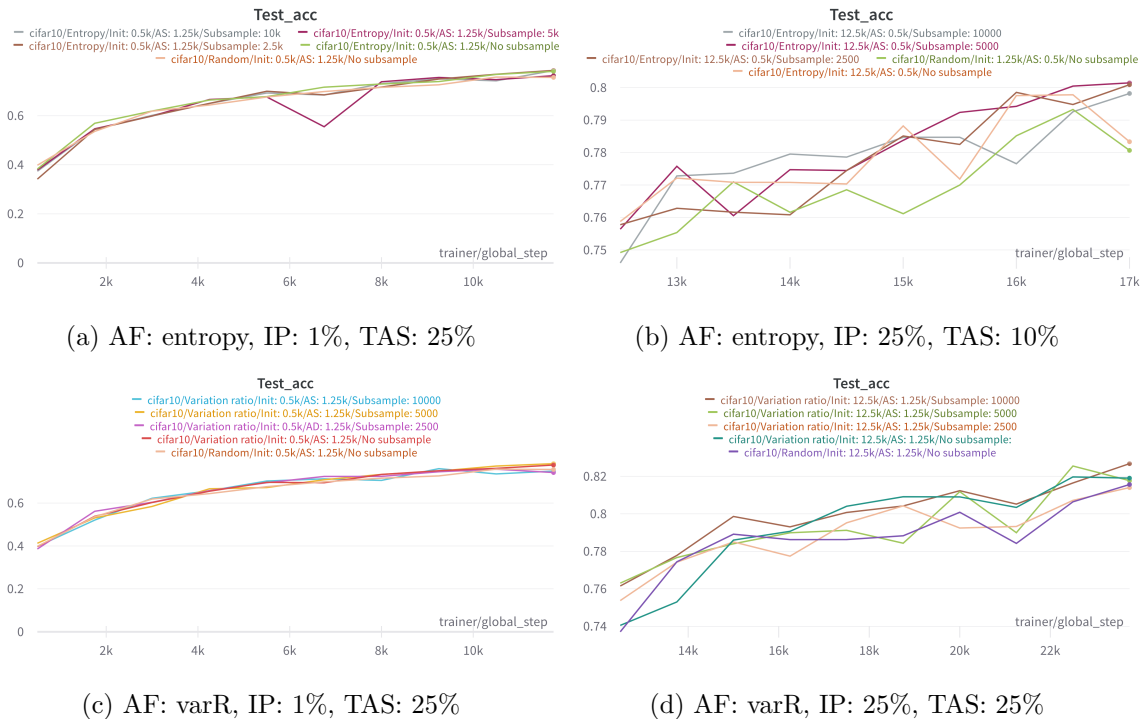 Test_acc
cifar10/Entropy/Init: 0.5k/AS: 1.25k/Subsample: 10k cifar10/Entropy/Init: 0.5k/AS: 1.25k/Subsample: 5k
cifar10/Entropy/Init: 0.5k/AS: 1.25k/Subsample: 2.5k cifar10/Entropy/Init: 0.5k/AS: 1.25k/No subsample
cifar10/Random/Init: 0.5k/AS: 1.25k/No subsample
0.6
0.4
0.2
0
trainer/global_step
2k 4k 6k 8k 10k
(a) AF: entropy, IP: 1%, TAS: 25%
Test_acc
cifar10/Entropy/Init: 12.5k/AS: 0.5k/Subsample: 10000
cifar10/Entropy/Init: 12.5k/AS: 0.5k/Subsample: 5000
cifar10/Entropy/Init: 12.5k/AS: 0.5k/Subsample: 2500 cifar10/Random/Init: 12.5k/AS: 0.5k/No subsample
cifar10/Entropy/Init: 12.5k/AS: 0.5k/No subsample
0.8
0.79
0.78
0.77
0.76
0.75
trainer/global_step
13k 14k 15k 16k 17k
(b) AF: entropy, IP: 25%, TAS: 10%
Test_acc
cifar10/Variation ratio/Init: 0.5k/AS: 1.25k/Subsample: 10000
cifar10/Variation ratio/Init: 0.5k/AS: 1.25k/Subsample: 5000
cifar10/Variation ratio/Init: 0.5k/AD: 1.25k/Subsample: 2500
cifar10/Variation ratio/Init: 0.5k/AS: 1.25k/No subsample
cifar10/Random/Init: 0.5k/AS: 1.25k/No subsample
0.6
0.4
0.2
0
trainer/global_step
2k 4k 6k 8k 10k
(c) AF: varR, IP: 1%, TAS: 25%
Test_acc
cifar10/Variation ratio/Init: 12.5k/AS: 1.25k/Subsample: 10000
cifar10/Variation ratio/Init: 12.5k/AS: 1.25k/Subsample: 5000
cifar10/Variation ratio/Init: 12.5k/AS: 1.25k/Subsample: 2500
cifar10/Variation ratio/Init: 12.5k/AS: 1.25k/No subsample:
cifar10/Random/Init: 12.5k/AS: 1.25k/No subsample
0.82
0.8
0.78
0.76
0.74
trainer/global_step
14k 16k 18k 20k 22k
(d) AF: varR, IP: 25%, TAS: 25%